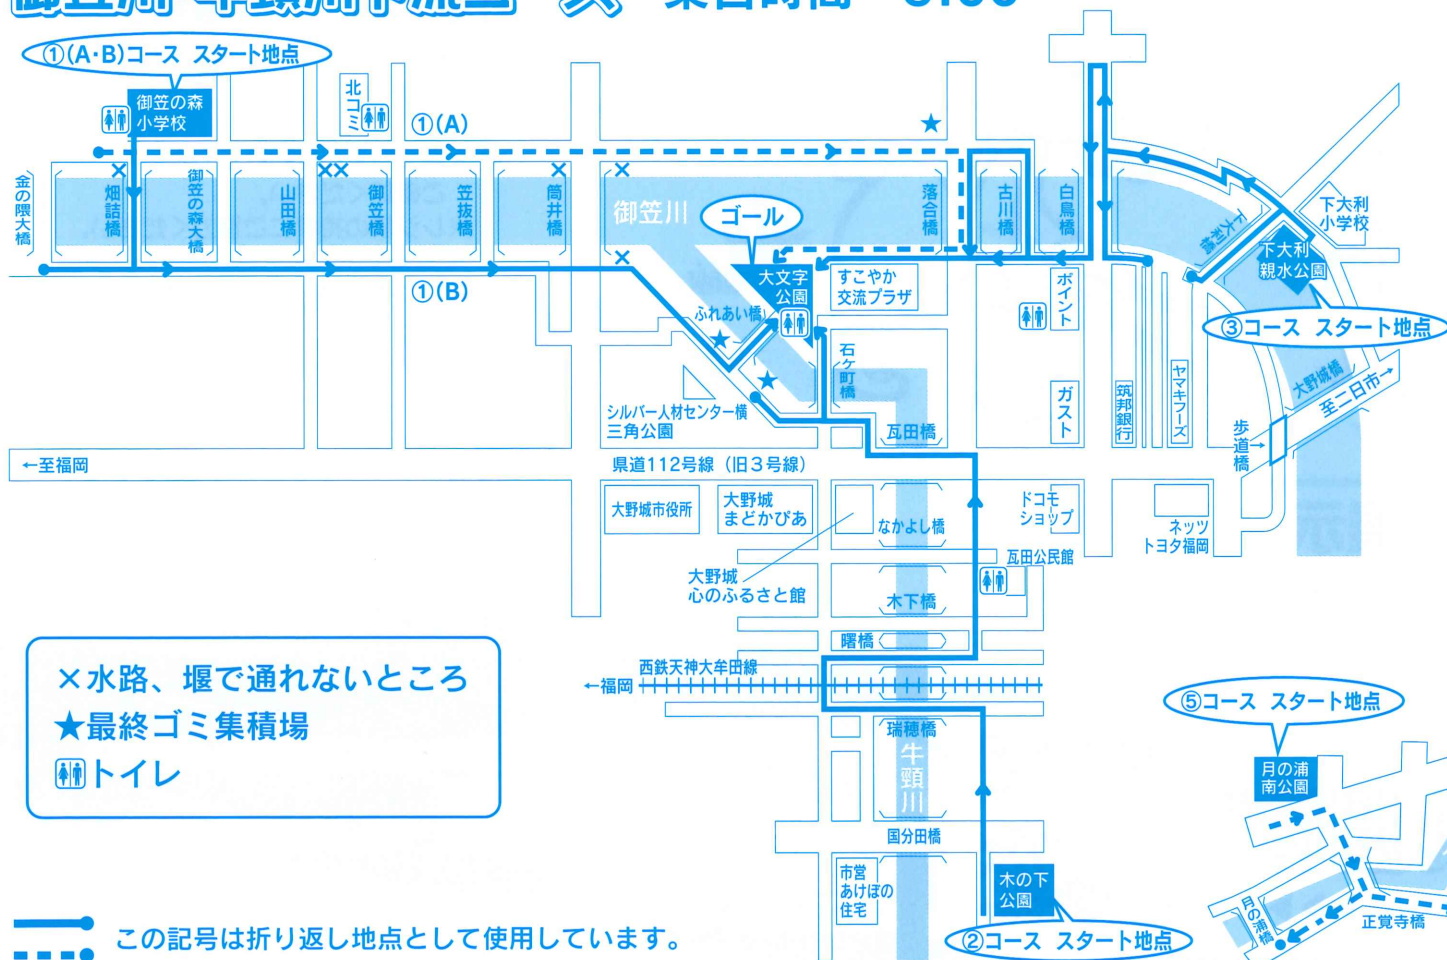 御笠川・牛頸川下流コース
①(A・B)コース スタート地点
御笠の森
小学校
北コミ
①(A)
金の隈大橋
畑詰橋
御笠の森大橋
山田橋
御笠橋
笠抜橋
筒井橋
御笠川
ゴール
落合橋
古川橋
白鳥橋
下大利橋
下大利
小学校
下大利
親水公園
③コース スタート地点
①(B)
大文字
公園
すこやか
交流プラザ
ふれあい橋
石ヶ町橋
ポイント
ガスト
筑邦銀行
ヤマキフーズ
大野城橋
至二日市→
歩道橋→
シルバー人材センター横
三角公園
瓦田橋
←至福岡
県道112号線（旧3号線）
大野城市役所
大野城
まどかぴあ
なかよし橋
ドコモ
ショップ
ネッツ
トヨタ福岡
瓦田公民館
大野城
心のふるさと館
木下橋
曙橋
西鉄天神大牟田線
←福岡
瑞穂橋
牛頸川
国分田橋
市営
あけぼの
住宅
木の下
公園
②コース スタート地点
×水路、堰で通れないところ
★最終ゴミ集積場
トイレ
⑤コース スタート地点
月の浦
南公園
月の浦橋
正覚寺橋
この記号は折り返し地点として使用しています。